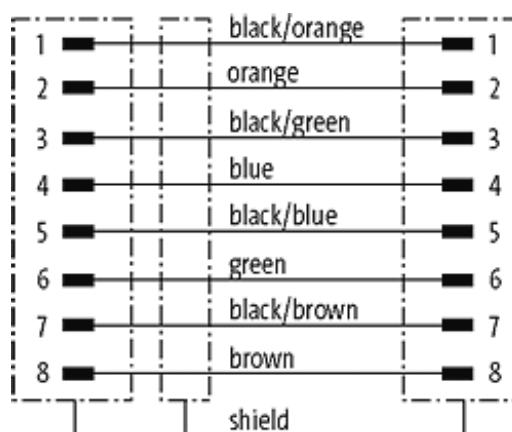 1 black/orange 1
2 orange 2
3 black/green 3
4 blue 4
5 black/blue 5
6 green 6
7 black/brown 7
8 brown 8
shield